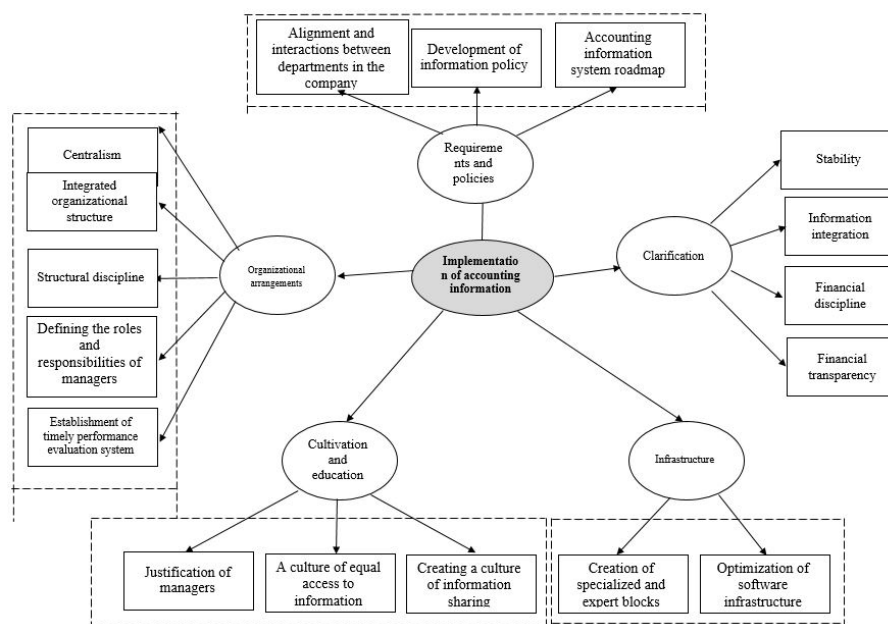 Alignment and
interactions between
departments in the
company
Development of
information policy
Accounting
information
system roadmap
Requireme
nts and
policies
Centralism
Integrated
organizational
structure
Structural discipline
Defining the roles
and
responsibilities of
managers
Establishment of
timely performance
evaluation system
Organizational
arrangements
Implementatio
n of accounting
information
Clarification
Stability
Information
integration
Financial
discipline
Financial
transparency
Cultivation
and
education
Infrastructure
Justification of
managers
A culture of equal
access to
information
Creating a culture
of information
sharing
Creation of
specialized and
expert blocks
Optimization of
software
infrastructure